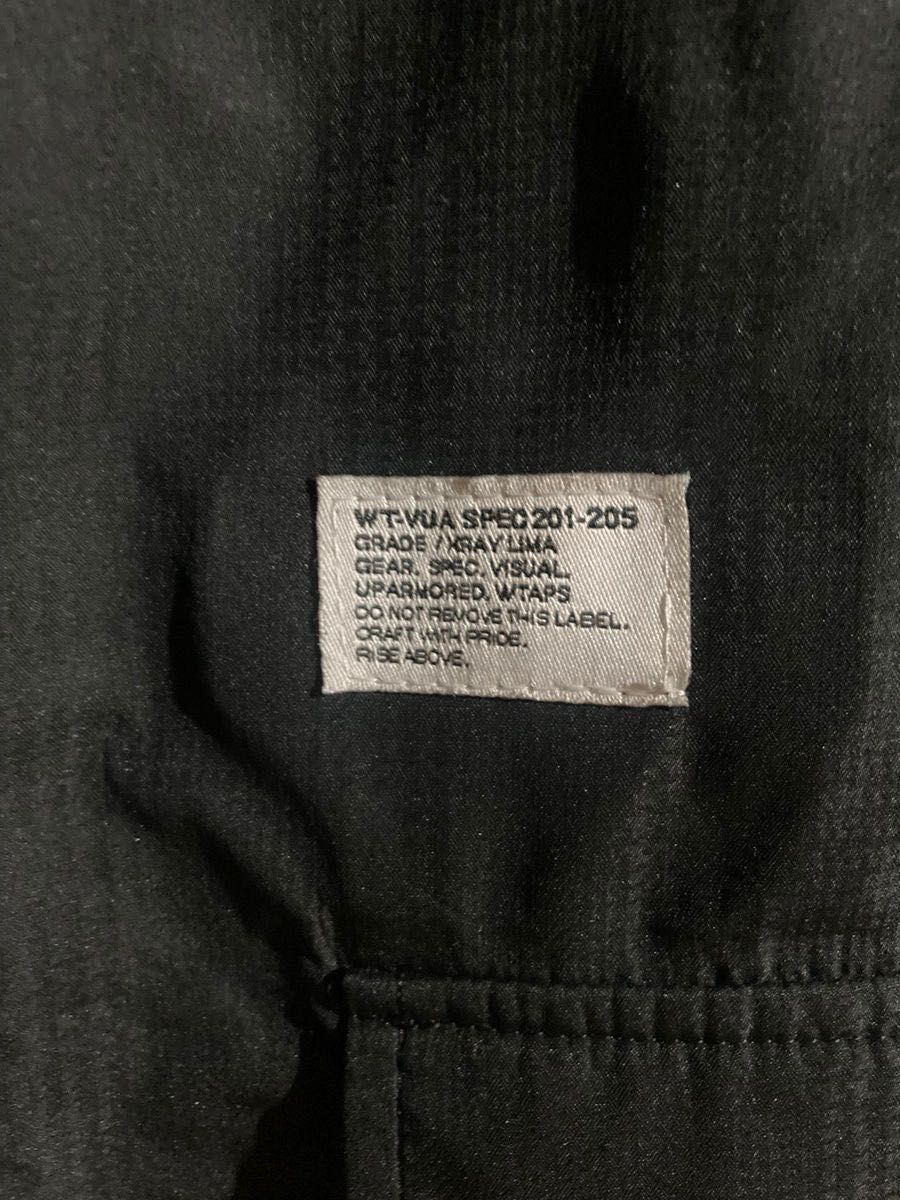 WT-VUA SPEC 201-205
GRADE / XRAY LIMA
GEAR. SPEC. VISUAL.
UPARMORED. WTAPS
DO NOT REMOVE THIS LABEL.
CRAFT WITH PRIDE.
RISE ABOVE.